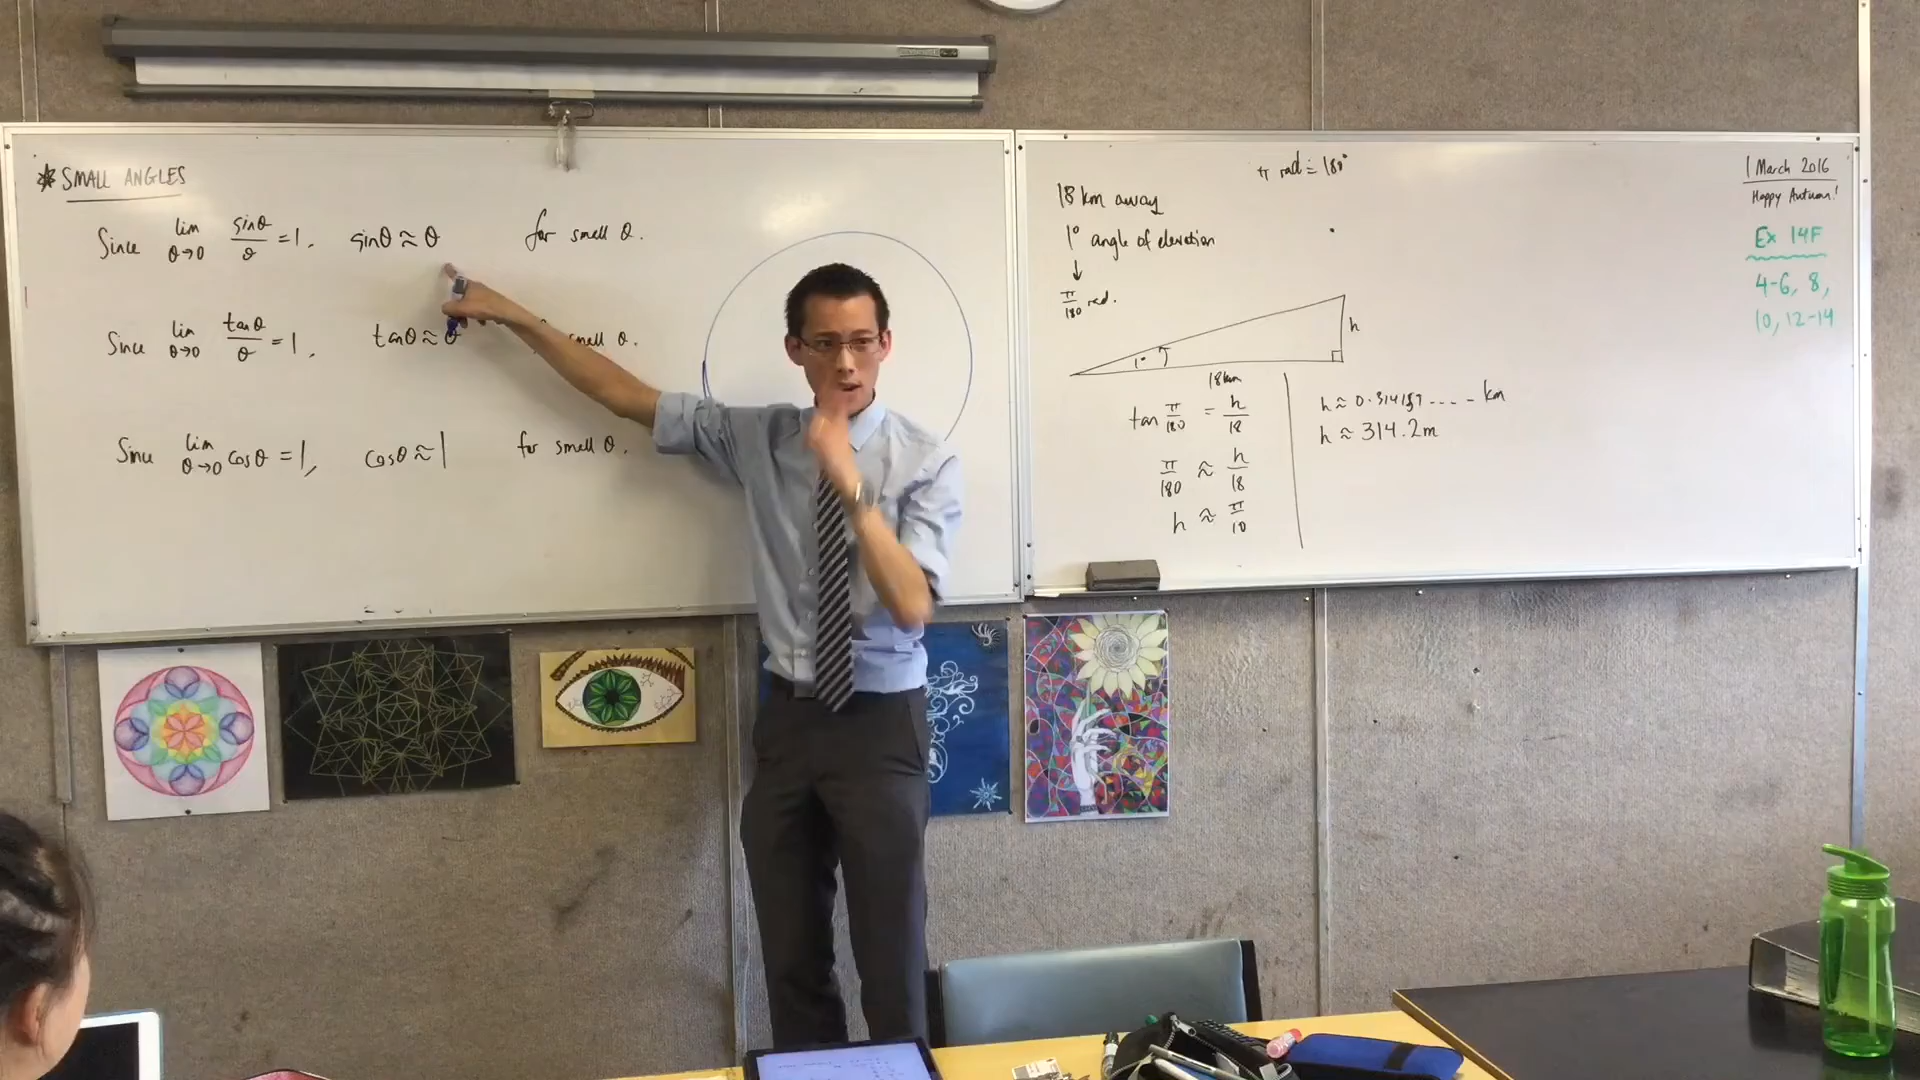 * SMALL ANGLES
Since lim θ→0 sinθ/θ = 1, sinθ ≈ θ for small θ.
Since lim θ→0 tanθ/θ = 1, tanθ ≈ θ small θ.
Since lim θ→0 cosθ = 1, cosθ ≈ 1 for small θ.
π rad = 180°
18 km away
1° angle of elevation
↓
π/180 rad.
h
1°
18km
tan π/180 = h/18
π/180 ≈ h/18
h ≈ π/10
h ≈ 0.314159.... km
h ≈ 314.2m
1 March 2016
Happy Autumn!
Ex 14F
4-6, 8,
10, 12-14